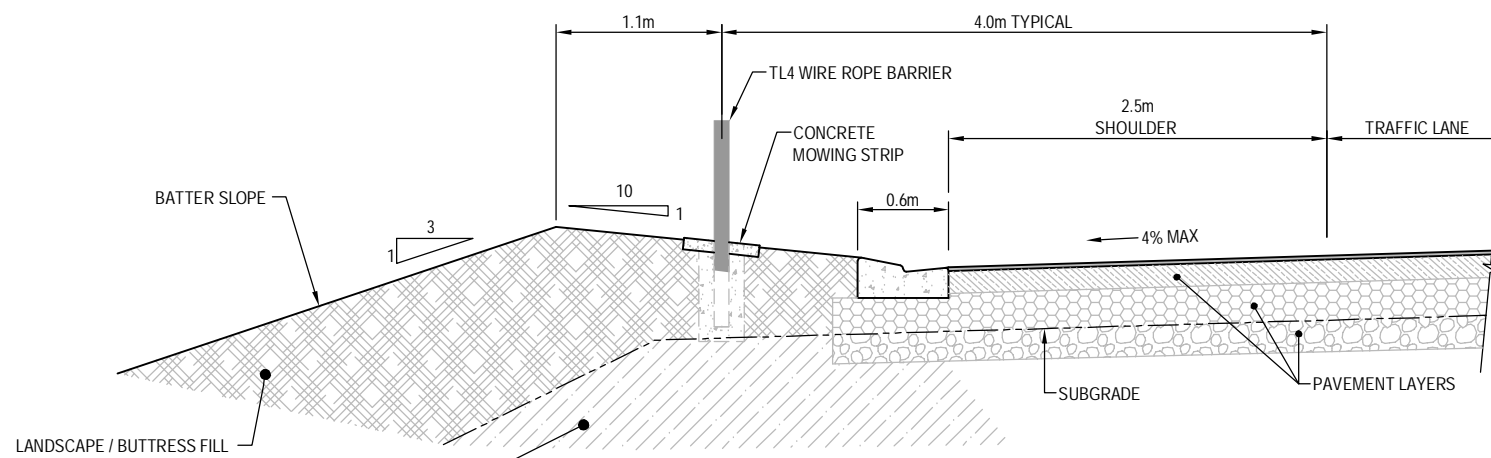 1.1m
4.0m TYPICAL
TL4 WIRE ROPE BARRIER
2.5m
SHOULDER
TRAFFIC LANE
CONCRETE
MOWING STRIP
BATTER SLOPE
10
1
0.6m
3
1
4% MAX
PAVEMENT LAYERS
SUBGRADE
LANDSCAPE / BUTTRESS FILL